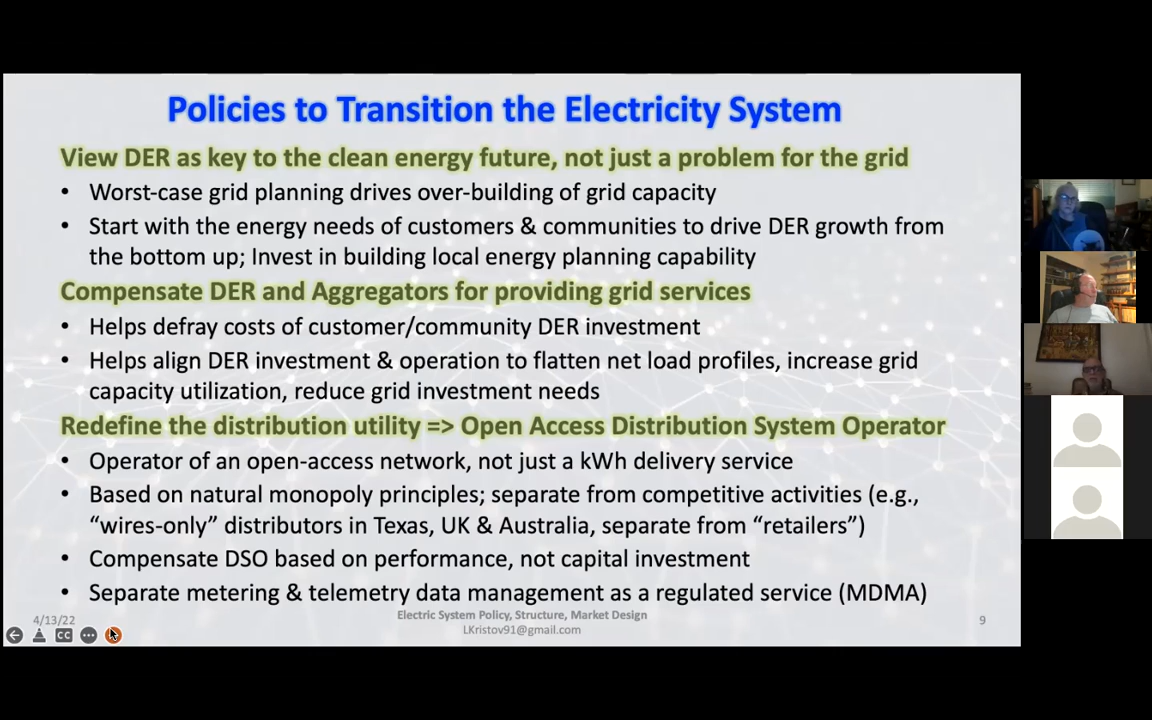 Policies to Transition the Electricity System
View DER as key to the clean energy future, not just a problem for the grid
• Worst-case grid planning drives over-building of grid capacity
• Start with the energy needs of customers & communities to drive DER growth from
the bottom up; Invest in building local energy planning capability
Compensate DER and Aggregators for providing grid services
• Helps defray costs of customer/community DER investment
• Helps align DER investment & operation to flatten net load profiles, increase grid
capacity utilization, reduce grid investment needs
Redefine the distribution utility => Open Access Distribution System Operator
• Operator of an open-access network, not just a kWh delivery service
• Based on natural monopoly principles; separate from competitive activities (e.g.,
“wires-only” distributors in Texas, UK & Australia, separate from “retailers”)
• Compensate DSO based on performance, not capital investment
• Separate metering & telemetry data management as a regulated service (MDMA)
4/13/22
Electric System Policy, Structure, Market Design
LKristov91@gmail.com
9
CC